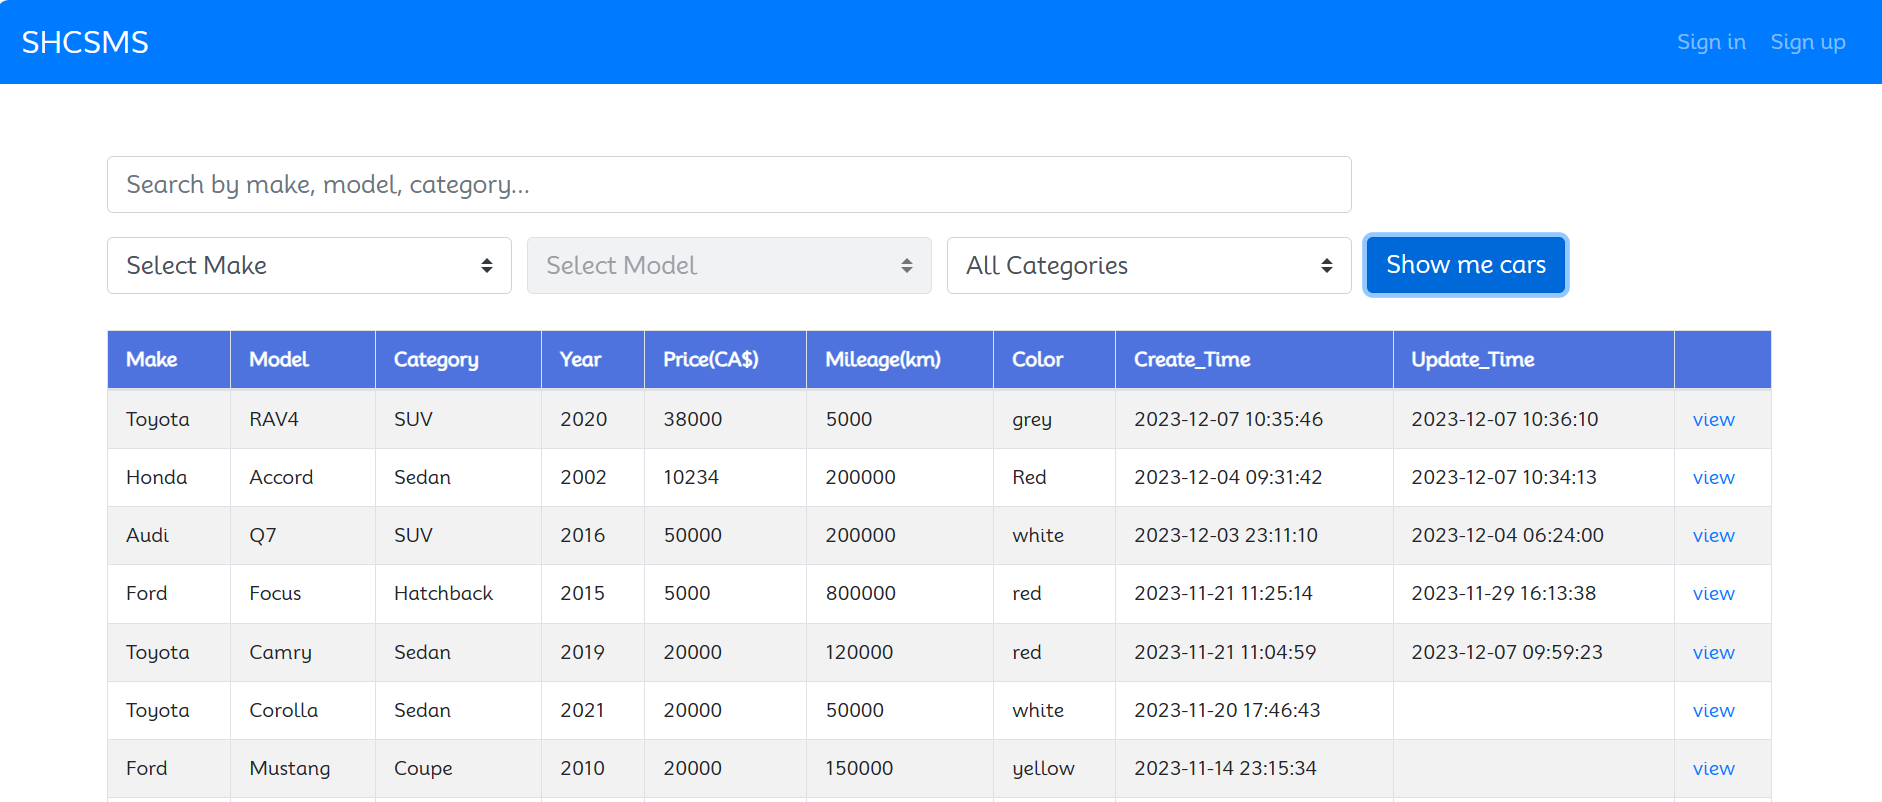 SHCSMS Sign in Sign up
Search by make, model, category...
Select Make Select Model All Categories Show me cars
Make Model Category Year Price(CA$) Mileage(km) Color Create_Time Update_Time
Toyota RAV4 SUV 2020 38000 5000 grey 2023-12-07 10:35:46 2023-12-07 10:36:10 view
Honda Accord Sedan 2002 10234 200000 Red 2023-12-04 09:31:42 2023-12-07 10:34:13 view
Audi Q7 SUV 2016 50000 200000 white 2023-12-03 23:11:10 2023-12-04 06:24:00 view
Ford Focus Hatchback 2015 5000 800000 red 2023-11-21 11:25:14 2023-11-29 16:13:38 view
Toyota Camry Sedan 2019 20000 120000 red 2023-11-21 11:04:59 2023-12-07 09:59:23 view
Toyota Corolla Sedan 2021 20000 50000 white 2023-11-20 17:46:43 view
Ford Mustang Coupe 2010 20000 150000 yellow 2023-11-14 23:15:34 view